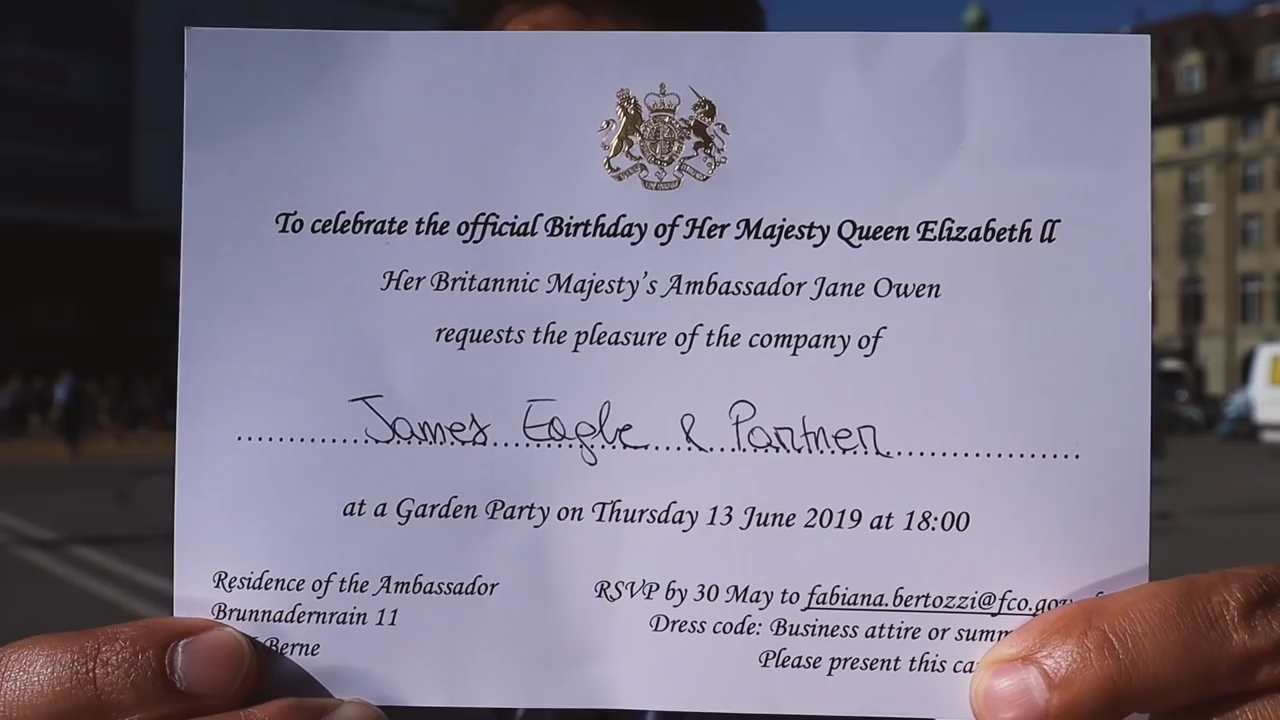 To celebrate the official Birthday of Her Majesty Queen Elizabeth II
Her Britannic Majesty's Ambassador Jane Owen
requests the pleasure of the company of
James Eagle & Partner
at a Garden Party on Thursday 13 June 2019 at 18:00
Residence of the Ambassador
Brunnadernrain 11
Berne
RSVP by 30 May to fabiana.bertozzi@fco.gov
Dress code: Business attire or
Please present this